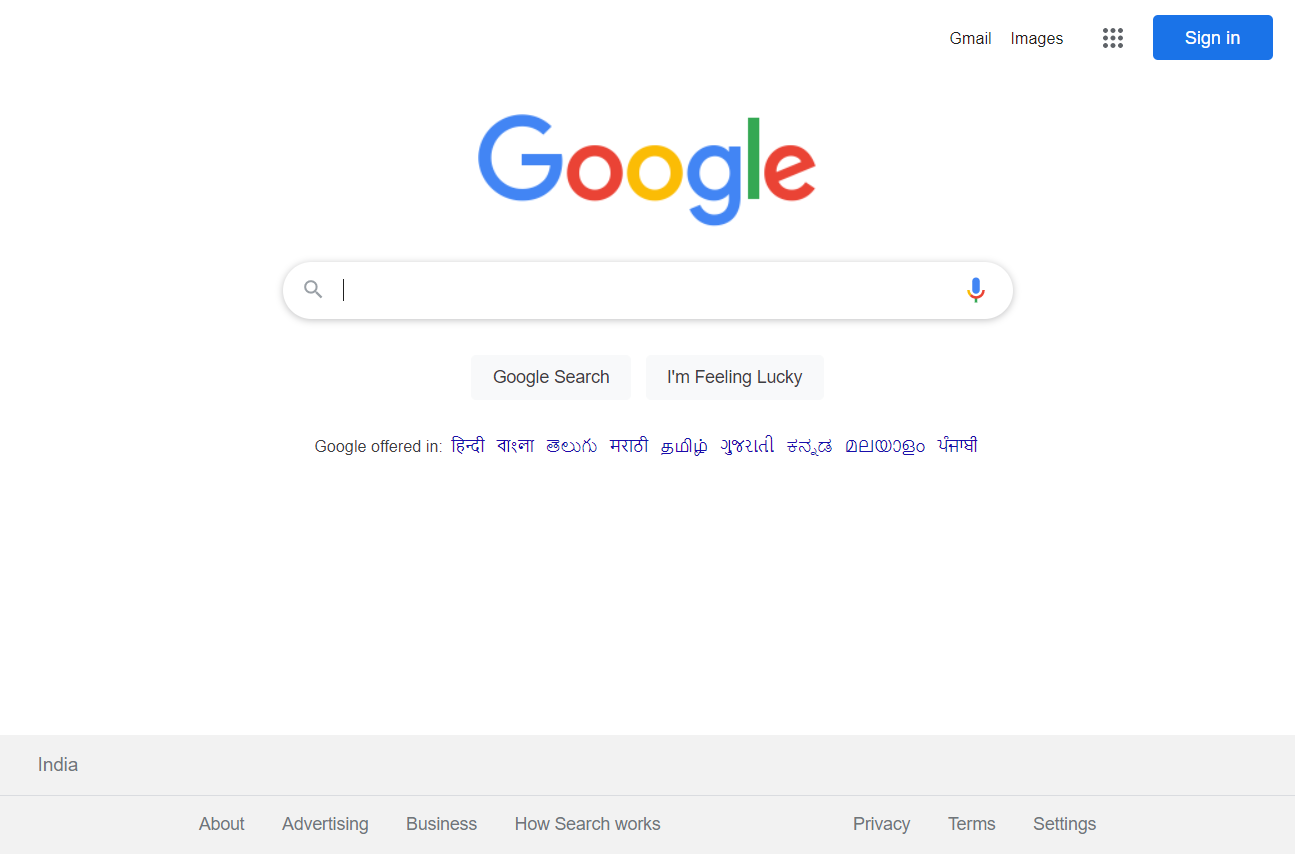 Gmail Images Sign in
Google
Google Search I'm Feeling Lucky
Google offered in: हिन्दी বাংলা తెలుగు मराठी தமிழ் ગુજરાતી ಕನ್ನಡ മലയാളം ਪੰਜਾਬੀ
India
About Advertising Business How Search works Privacy Terms Settings